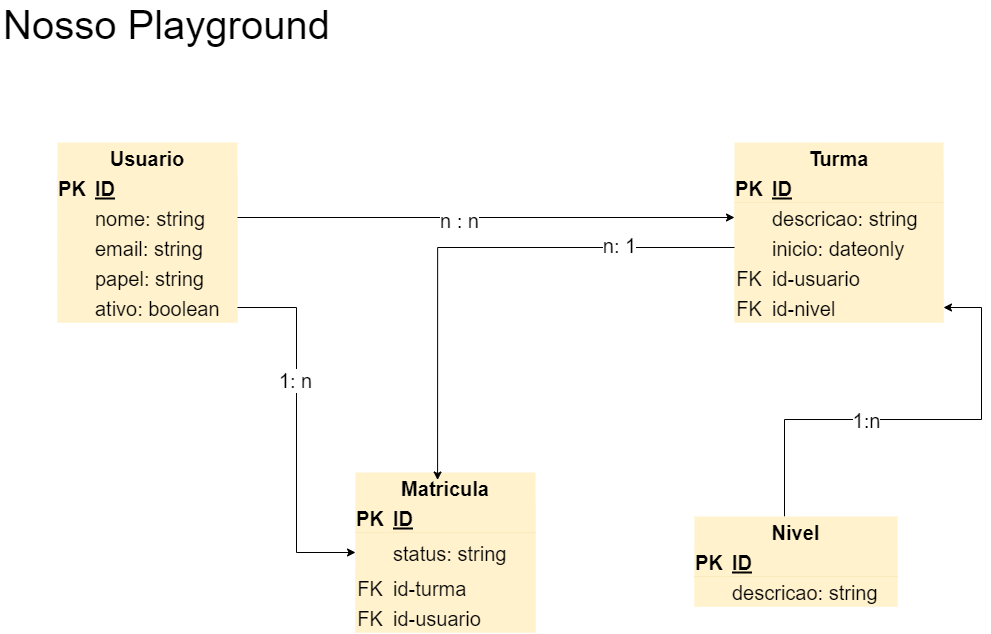 Nosso Playground
Usuario
PK ID
nome: string
email: string
papel: string
ativo: boolean
Turma
PK ID
descricao: string
inicio: dateonly
FK id-usuario
FK id-nivel
n : n
n: 1
1: n
1:n
Matricula
PK ID
status: string
FK id-turma
FK id-usuario
Nivel
PK ID
descricao: string